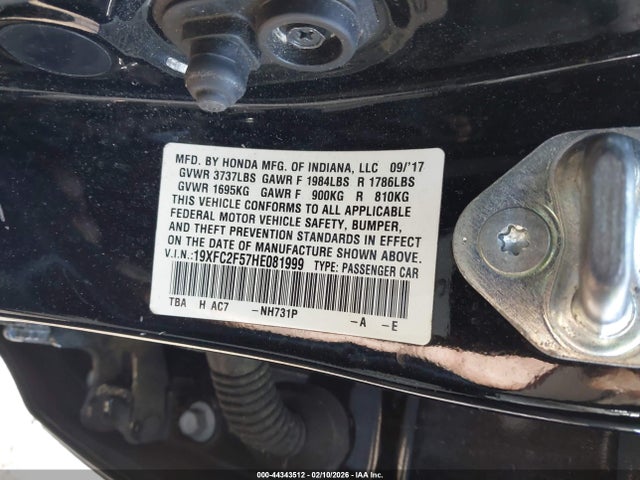 MFD. BY HONDA MFG. OF INDIANA, LLC 09/'17
GVWR 3737LBS GAWR F 1984LBS R 1786LBS
GVWR 1695KG GAWR F 900KG R 810KG
THIS VEHICLE CONFORMS TO ALL APPLICABLE
FEDERAL MOTOR VEHICLE SAFETY, BUMPER,
AND THEFT PREVENTION STANDARDS IN EFFECT
ON THE DATE OF MANUFACTURE SHOWN ABOVE.
V.I.N.:19XFC2F57HE081999 TYPE: PASSENGER CAR
TBA H AC7 -NH731P -A -E
000-44343512 - 02/10/2026 - IAAI.COM